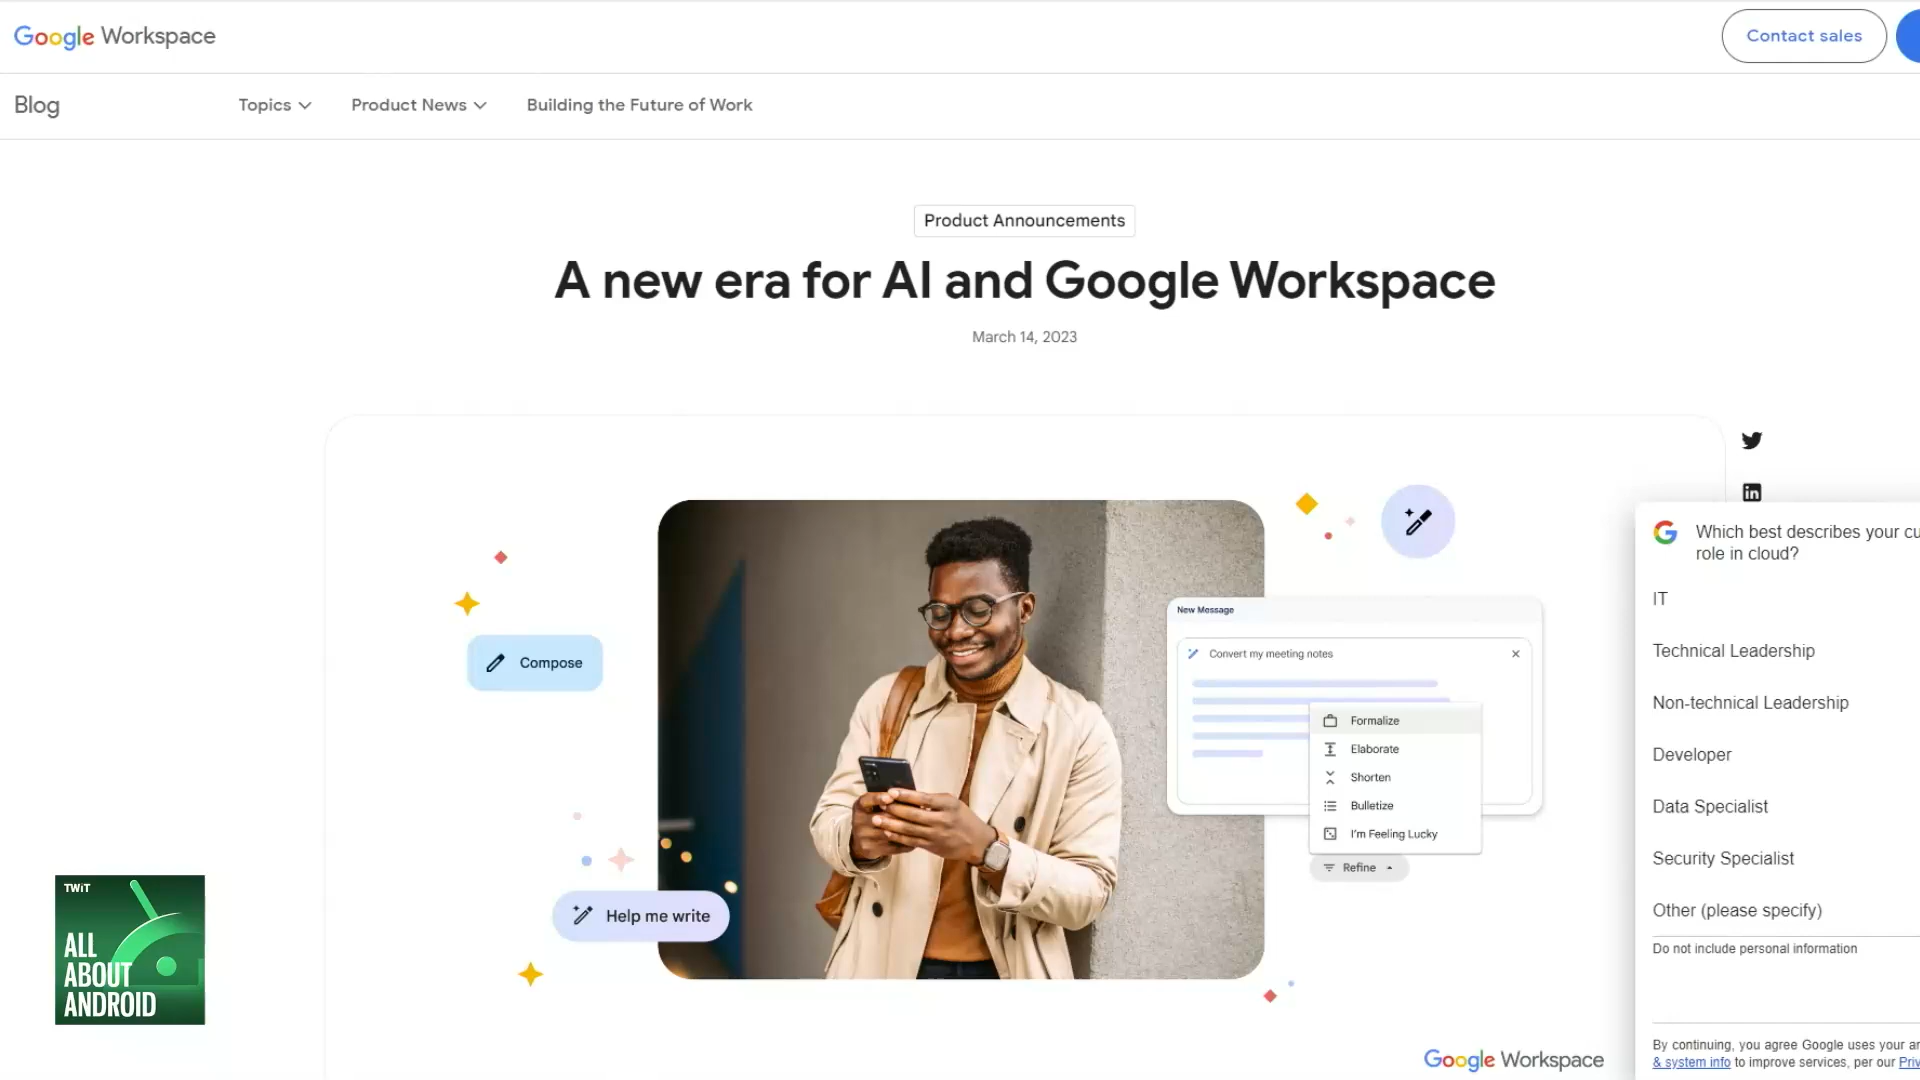 Google Workspace
Contact sales
Blog
Topics
Product News
Building the Future of Work
Product Announcements
A new era for AI and Google Workspace
March 14, 2023
Compose
Help me write
New Message
Convert my meeting notes
Formalize
Elaborate
Shorten
Bulletize
I'm Feeling Lucky
Refine
Google Workspace
Which best describes your
role in cloud?
IT
Technical Leadership
Non-technical Leadership
Developer
Data Specialist
Security Specialist
Other (please specify)
Do not include personal information
By continuing, you agree Google uses your
& system info to improve services, per our
TWiT
ALL
ABOUT
ANDROID